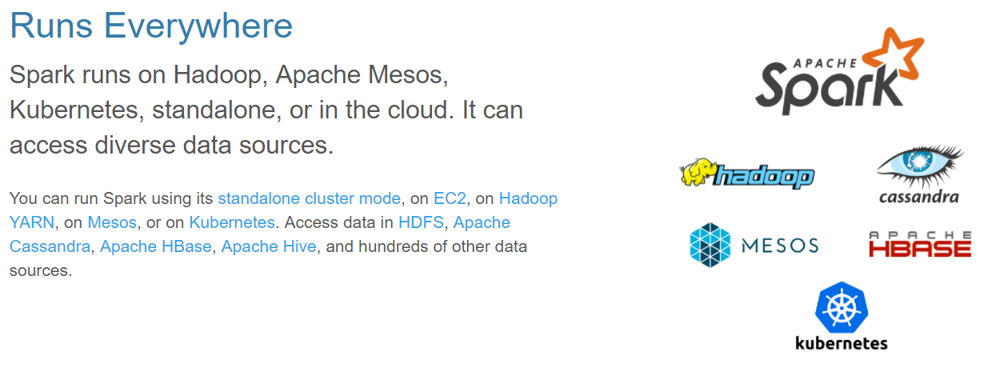 Runs Everywhere
Spark runs on Hadoop, Apache Mesos,
Kubernetes, standalone, or in the cloud. It can
access diverse data sources.
You can run Spark using its standalone cluster mode, on EC2, on Hadoop
YARN, on Mesos, or on Kubernetes. Access data in HDFS, Apache
Cassandra, Apache HBase, Apache Hive, and hundreds of other data
sources.
APACHE
Spark
hadoop
cassandra
MESOS
APACHE
HBASE
kubernetes